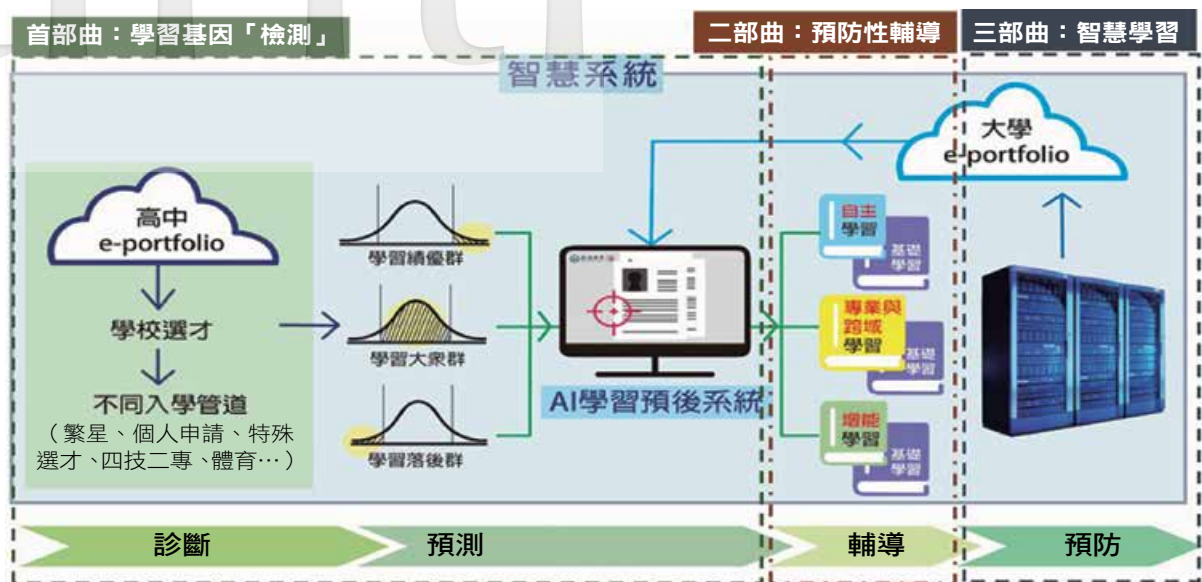 首部曲：學習基因「檢測」
二部曲：預防性輔導
三部曲：智慧學習
智慧系統
高中
e-portfolio
學校選才
不同入學管道
（繁星、個人申請、特殊
選才、四技二專、體育…）
學習績優群
學習大眾群
學習落後群
AI學習預後系統
自主
學習
基礎
學習
專業與
跨域
學習
基礎
學習
增能
學習
基礎
學習
大學
e-portfolio
診斷
預測
輔導
預防